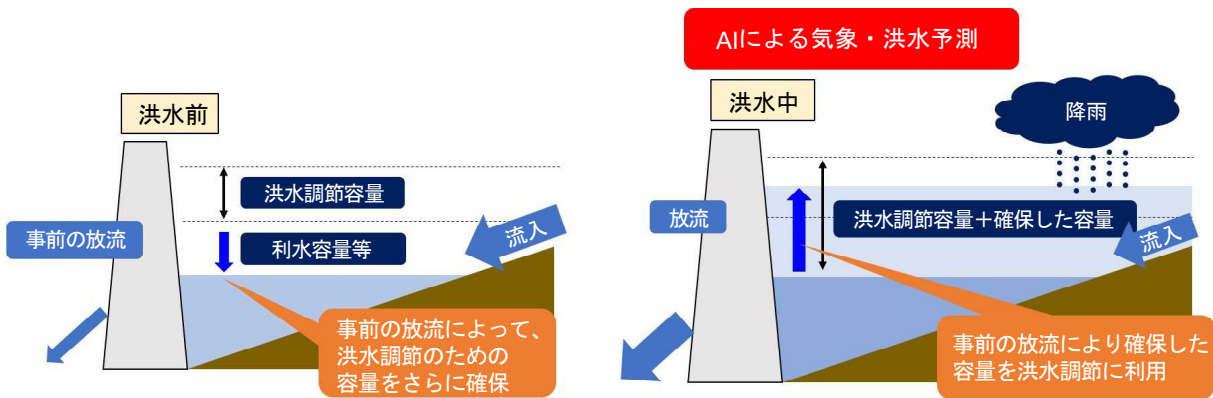 洪水前
洪水調節容量
事前の放流
利水容量等
流入
事前の放流によって、
洪水調節のための
容量をさらに確保
AIによる気象・洪水予測
洪水中
降雨
放流
洪水調節容量＋確保した容量
流入
事前の放流により確保した
容量を洪水調節に利用